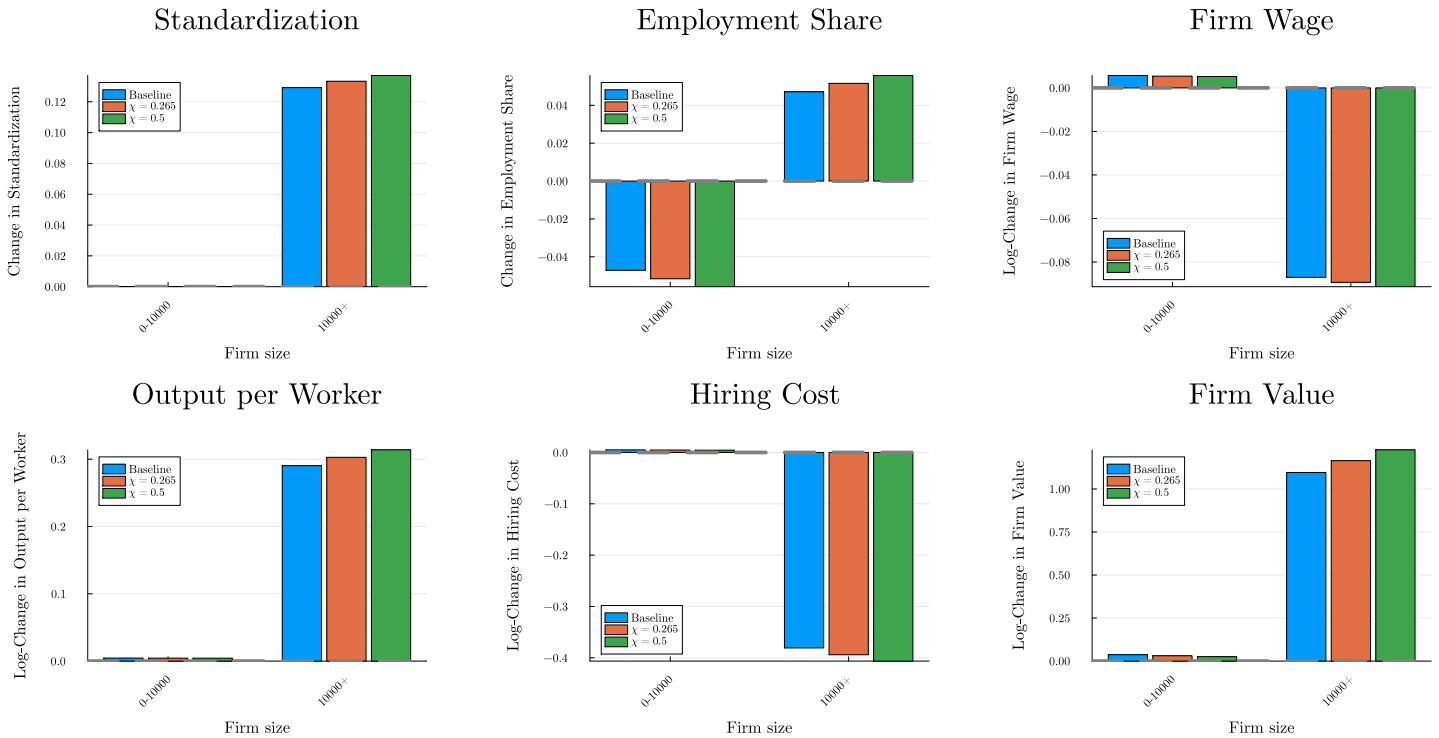 Standardization
Change in Standardization
0.12
0.10
0.08
0.06
0.04
0.02
0.00
Baseline
χ = 0.265
χ = 0.5
0-10000
10000+
Firm size
Employment Share
Change in Employment Share
0.04
0.02
0.00
−0.02
−0.04
Baseline
χ = 0.265
χ = 0.5
0-10000
10000+
Firm size
Firm Wage
Log-Change in Firm Wage
0.00
−0.02
−0.04
−0.06
−0.08
Baseline
χ = 0.265
χ = 0.5
0-10000
10000+
Firm size
Output per Worker
Log-Change in Output per Worker
0.3
0.2
0.1
0.0
Baseline
χ = 0.265
χ = 0.5
0-10000
10000+
Firm size
Hiring Cost
Log-Change in Hiring Cost
0.0
−0.1
−0.2
−0.3
−0.4
Baseline
χ = 0.265
χ = 0.5
0-10000
10000+
Firm size
Firm Value
Log-Change in Firm Value
1.00
0.75
0.50
0.25
0.00
Baseline
χ = 0.265
χ = 0.5
0-10000
10000+
Firm size